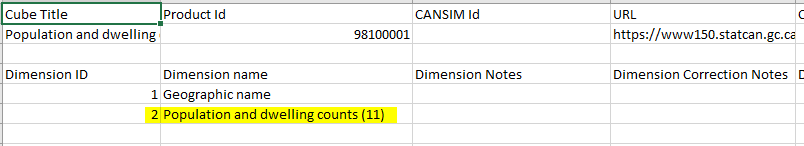 Cube Title Product Id CANSIM Id URL
Population and dwelling 98100001 https://www150.statcan.gc.ca
Dimension ID Dimension name Dimension Notes Dimension Correction Notes
1 Geographic name
2 Population and dwelling counts (11)